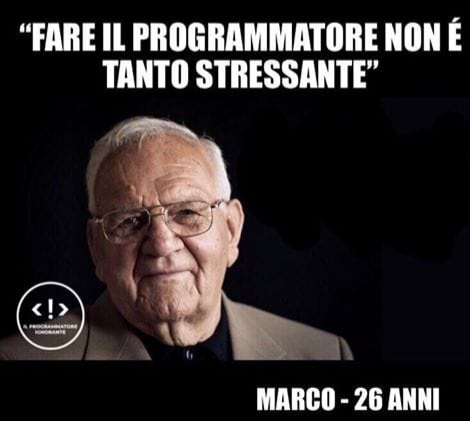 “FARE IL PROGRAMMATORE NON É
TANTO STRESSANTE”
<!>
IL PROGRAMMATORE
IGNORANTE
MARCO - 26 ANNI